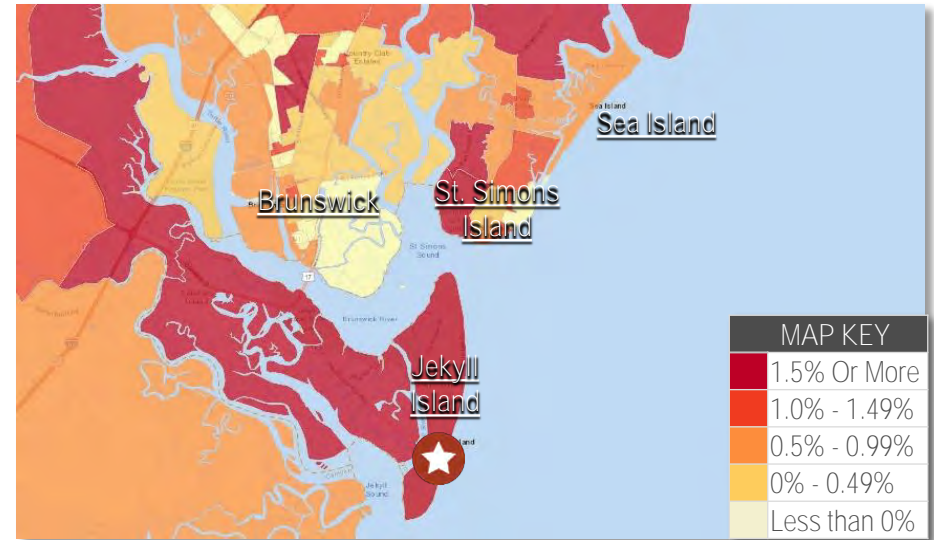 Country Club
Estates
Sea Island
Sea Island
Brunswick
St. Simons
Island
St Simons
Sound
17
Brunswick River
Jekyll
Island
Jekyll
Sound
MAP KEY
1.5% Or More
1.0% - 1.49%
0.5% - 0.99%
0% - 0.49%
Less than 0%